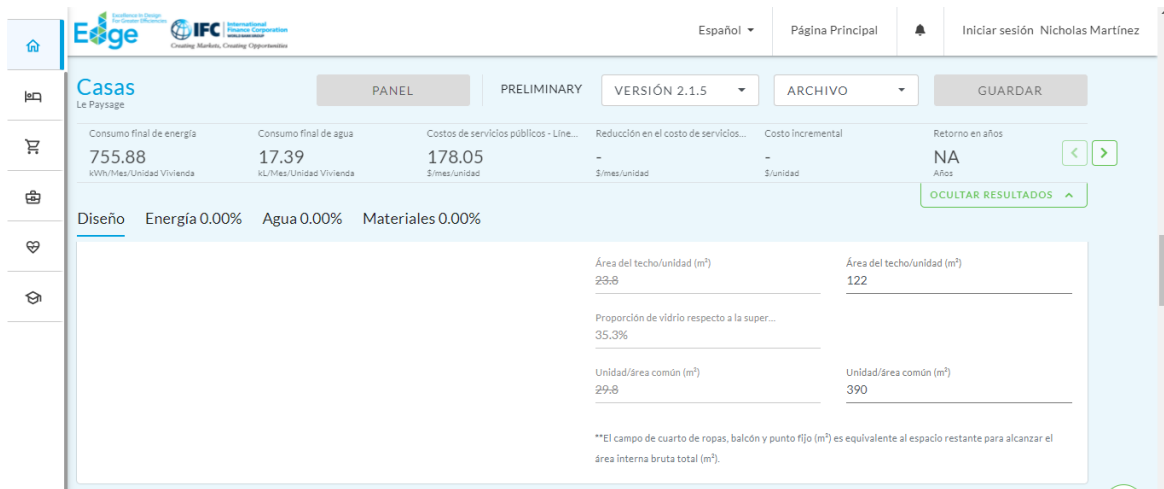 Excellence in Design
For Greater Efficiencies
Edge
IFC International
Finance Corporation
WORLD BANK GROUP
Creating Markets, Creating Opportunities
Español
Página Principal
Iniciar sesión Nicholas Martínez
Casas
Le Paysage
PANEL
PRELIMINARY
VERSIÓN 2.1.5
ARCHIVO
GUARDAR
Consumo final de energía
755.88
kWh/Mes/Unidad Vivienda
Consumo final de agua
17.39
kL/Mes/Unidad Vivienda
Costos de servicios públicos - Líne...
178.05
$/mes/unidad
Reducción en el costo de servicios...
-
$/mes/unidad
Costo incremental
-
$/unidad
Retorno en años
NA
Años
OCULTAR RESULTADOS
Diseño Energía 0.00% Agua 0.00% Materiales 0.00%
Área del techo/unidad (m²)
23.8
Área del techo/unidad (m²)
122
Proporción de vidrio respecto a la super...
35.3%
Unidad/área común (m²)
29.8
Unidad/área común (m²)
390
**El campo de cuarto de ropas, balcón y punto fijo (m²) es equivalente al espacio restante para alcanzar el
área interna bruta total (m²).